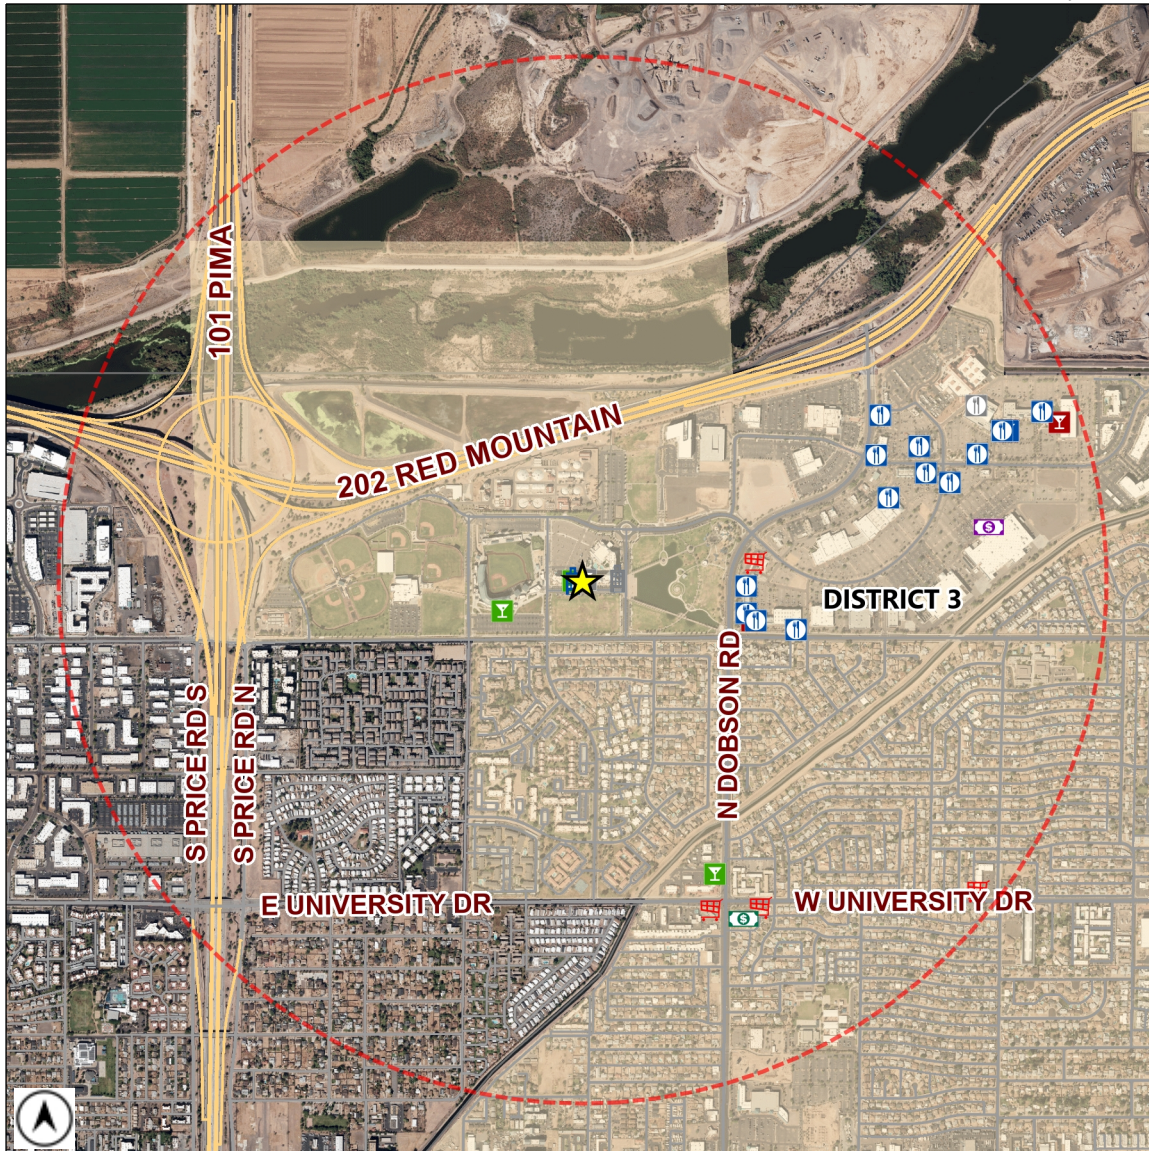 101 PIMA
202 RED MOUNTAIN
DISTRICT 3
S PRICE RD S
S PRICE RD N
N DOBSON RD
E UNIVERSITY DR
W UNIVERSITY DR
$
$